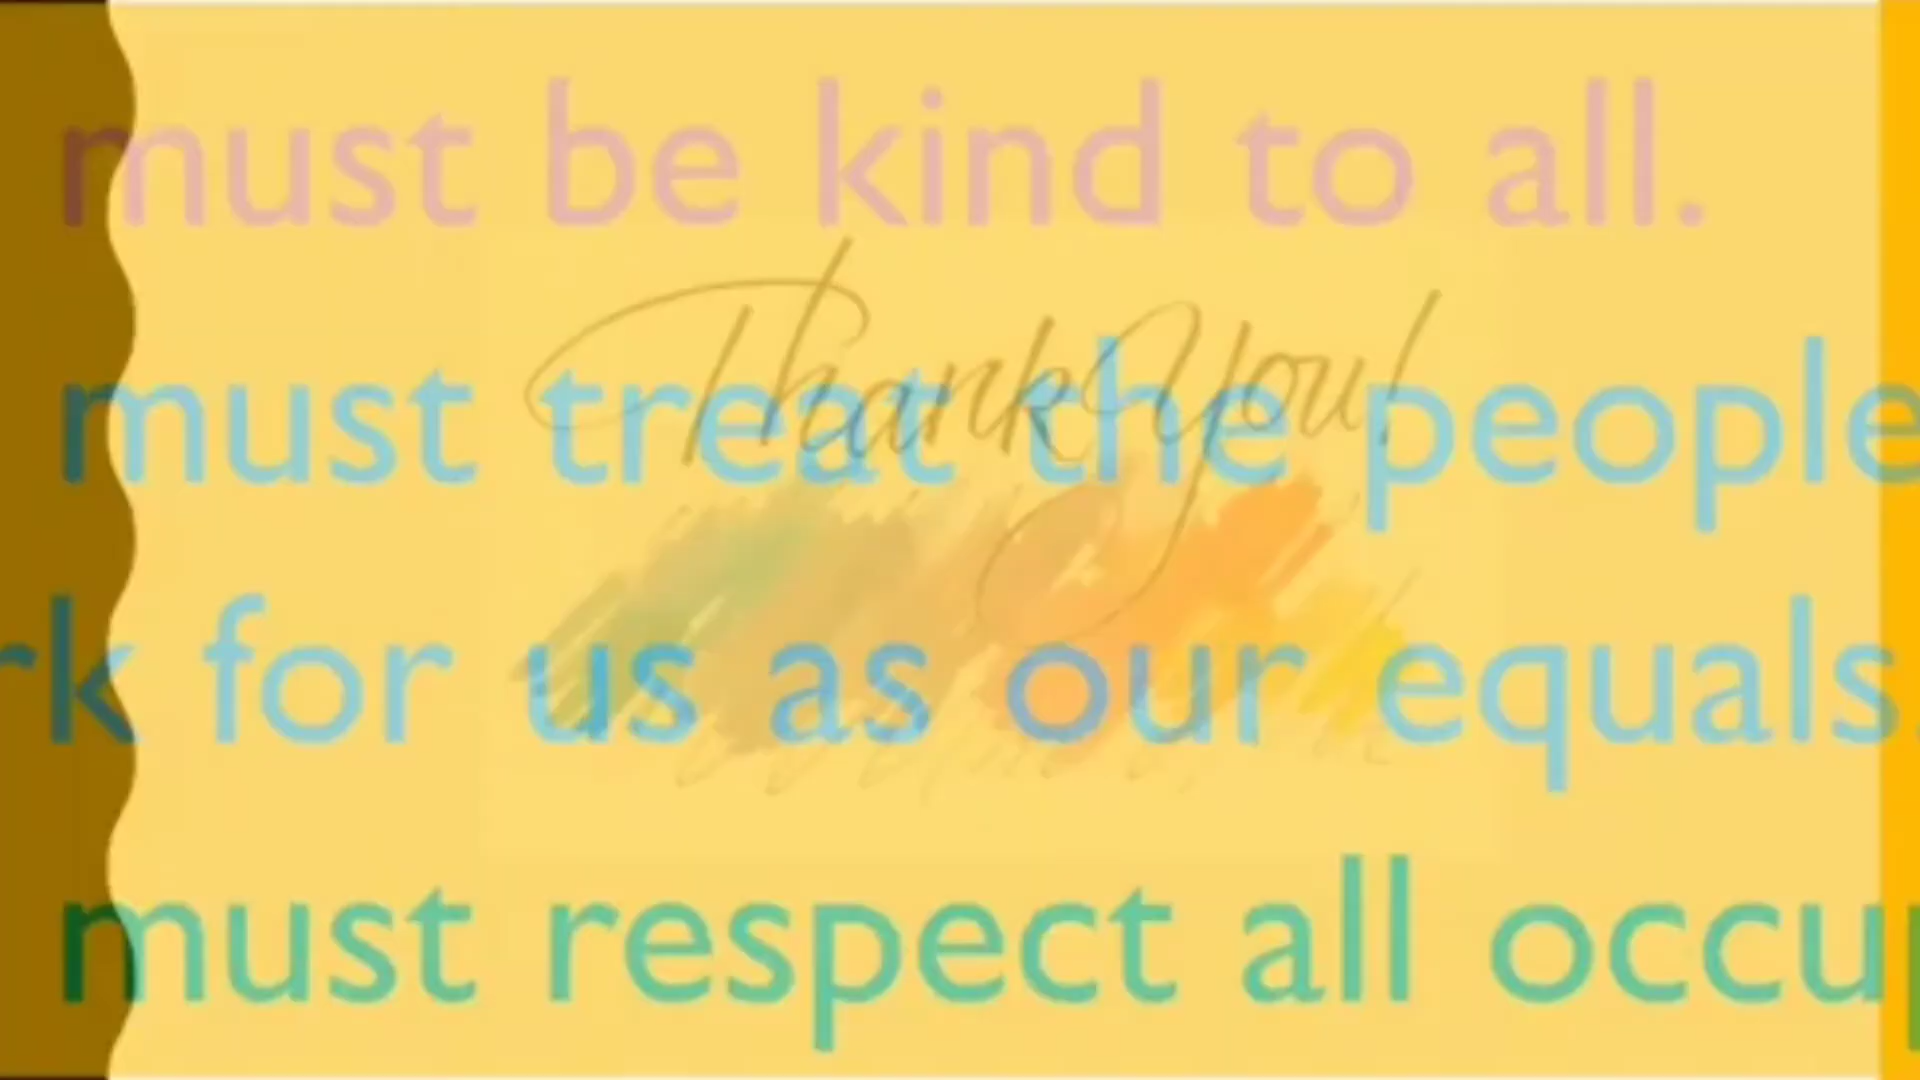 must be kind to all.
Thank You!
must treat the people
rk for us as our equals.
must respect all occup